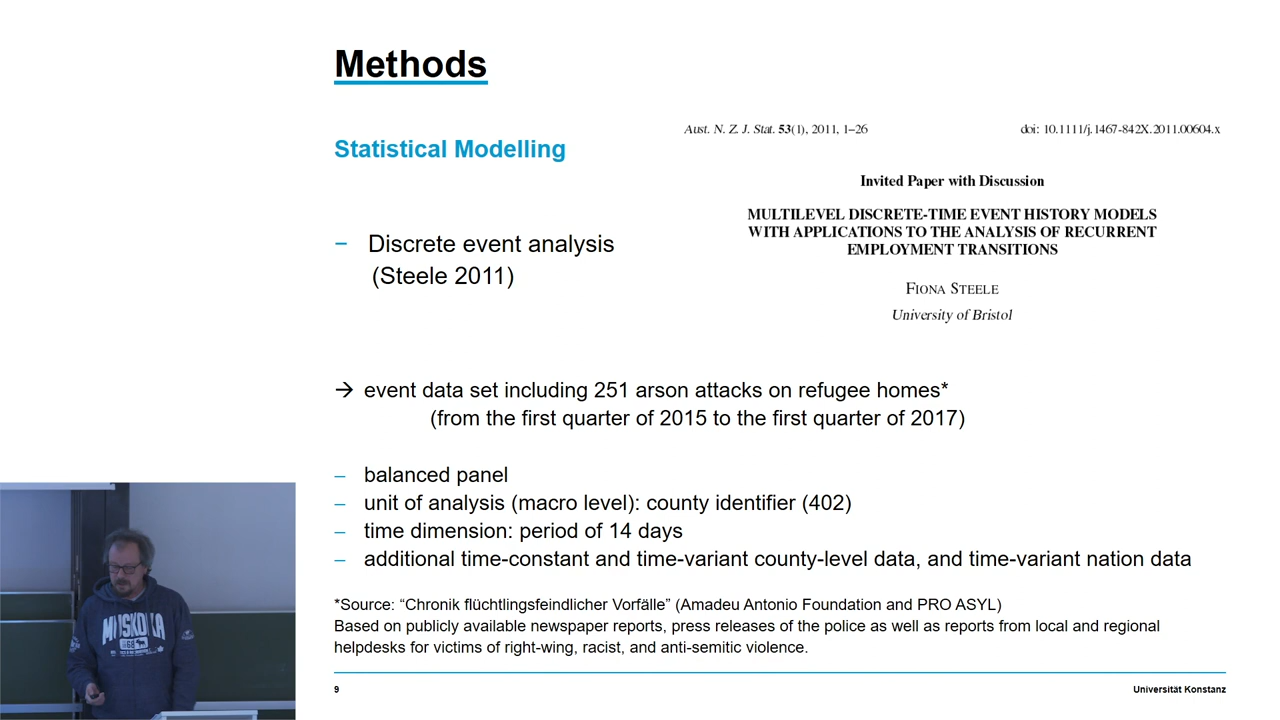 Methods
Statistical Modelling
Aust. N. Z. J. Stat. 53(1), 2011, 1–26
doi: 10.1111/j.1467-842X.2011.00604.x
Invited Paper with Discussion
MULTILEVEL DISCRETE-TIME EVENT HISTORY MODELS
WITH APPLICATIONS TO THE ANALYSIS OF RECURRENT
EMPLOYMENT TRANSITIONS
FIONA STEELE
University of Bristol
– Discrete event analysis
(Steele 2011)
→ event data set including 251 arson attacks on refugee homes*
(from the first quarter of 2015 to the first quarter of 2017)
– balanced panel
– unit of analysis (macro level): county identifier (402)
– time dimension: period of 14 days
– additional time-constant and time-variant county-level data, and time-variant nation data
*Source: “Chronik flüchtlingsfeindlicher Vorfälle” (Amadeu Antonio Foundation and PRO ASYL)
Based on publicly available newspaper reports, press releases of the police as well as reports from local and regional
helpdesks for victims of right-wing, racist, and anti-semitic violence.
9
Universität Konstanz
MUSKOKA